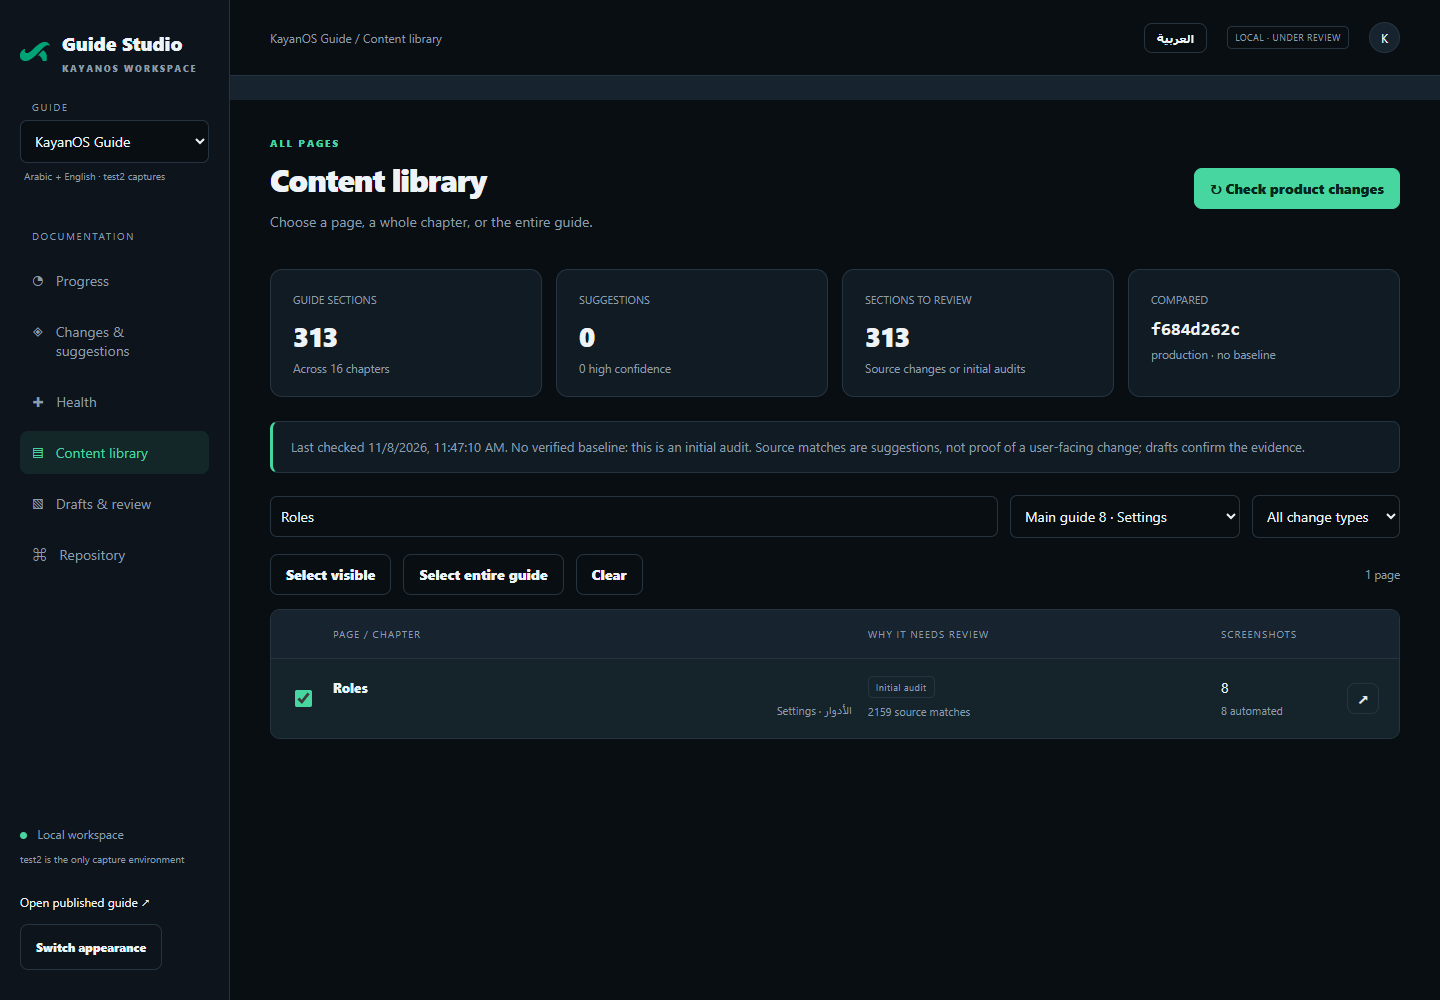 Guide Studio
KAYANOS WORKSPACE
GUIDE
KayanOS Guide
Arabic + English · test2 captures
DOCUMENTATION
Progress
Changes &
suggestions
Health
Content library
Drafts & review
Repository
Local workspace
test2 is the only capture environment
Open published guide ↗
Switch appearance
KayanOS Guide / Content library
العربية
LOCAL · UNDER REVIEW
K
ALL PAGES
Content library
Choose a page, a whole chapter, or the entire guide.
↻ Check product changes
GUIDE SECTIONS
313
Across 16 chapters
SUGGESTIONS
0
0 high confidence
SECTIONS TO REVIEW
313
Source changes or initial audits
COMPARED
f684d262c
production · no baseline
Last checked 11/8/2026, 11:47:10 AM. No verified baseline: this is an initial audit. Source matches are suggestions, not proof of a user-facing change; drafts confirm the evidence.
Roles
Main guide 8 · Settings
All change types
Select visible
Select entire guide
Clear
1 page
PAGE / CHAPTER
WHY IT NEEDS REVIEW
SCREENSHOTS
Roles
الأدوار · Settings
Initial audit
2159 source matches
8
8 automated
↗